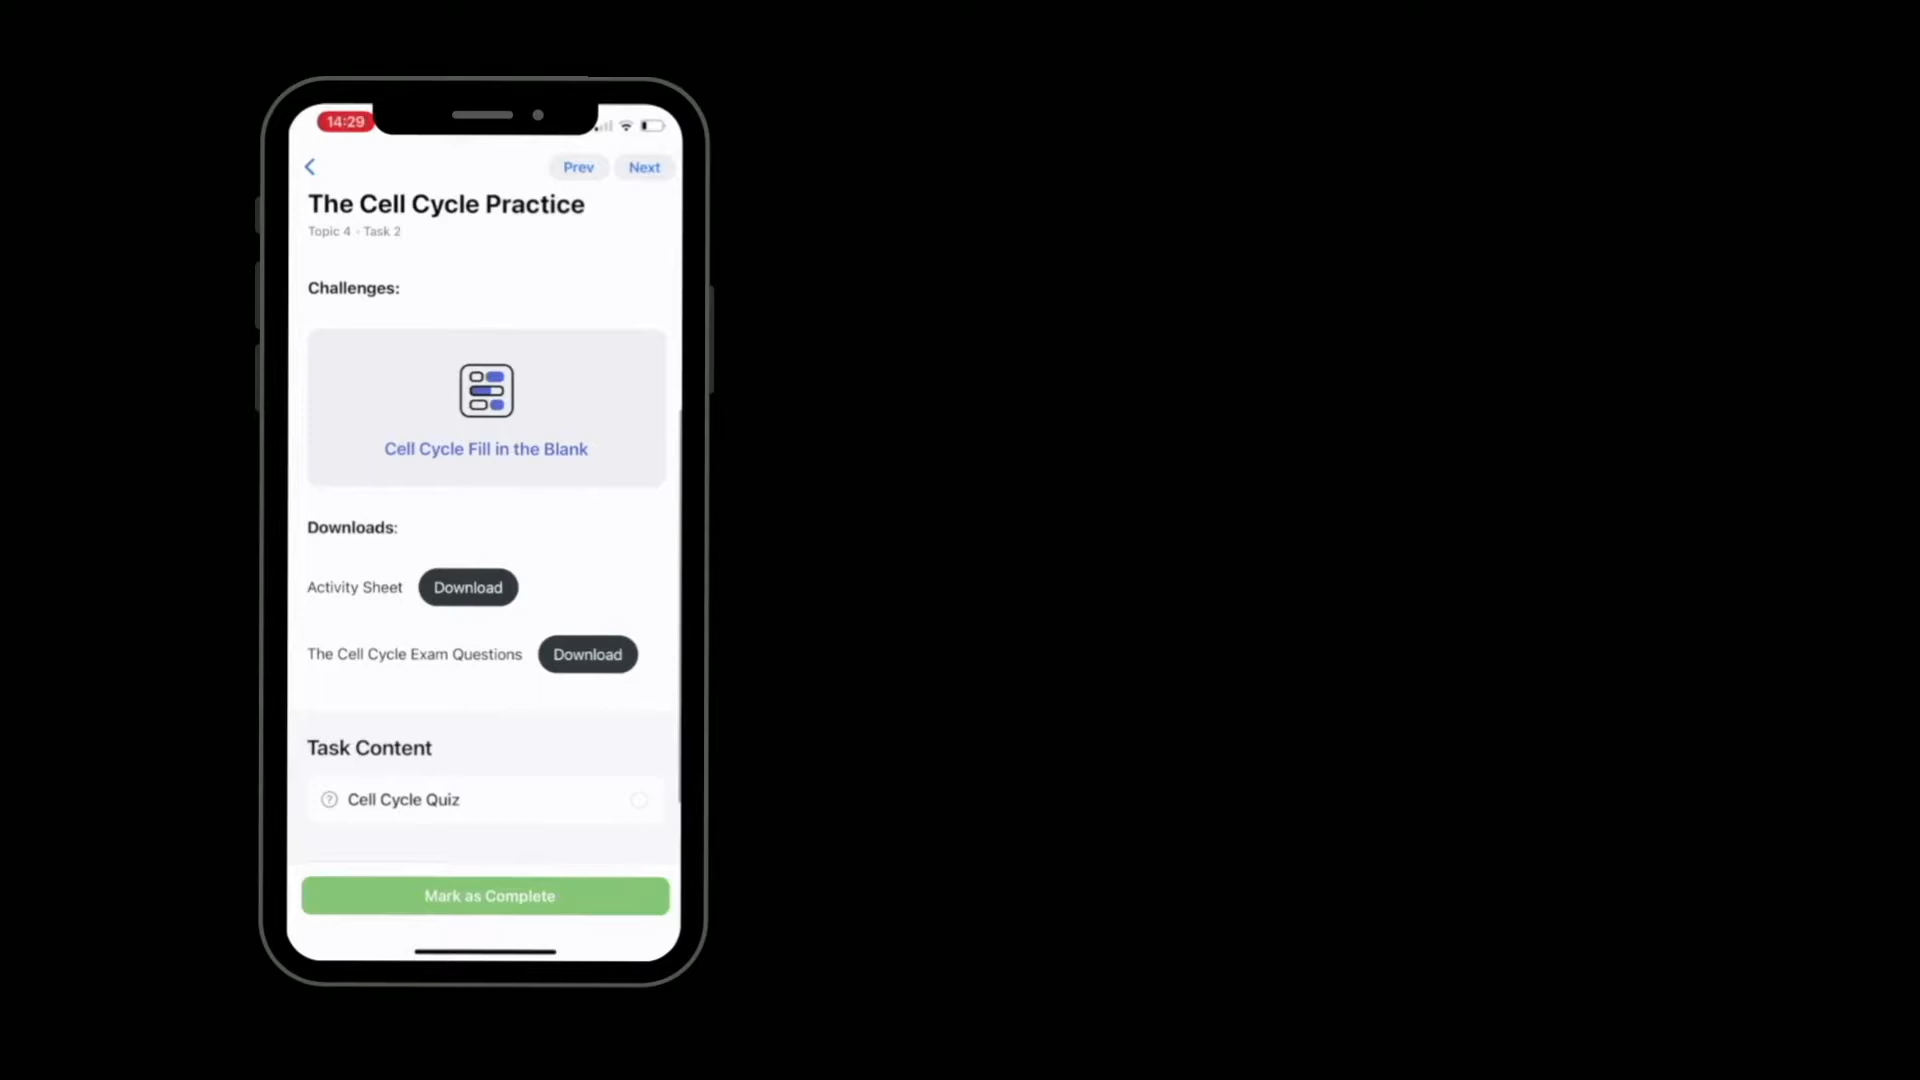 14:29
Prev Next
The Cell Cycle Practice
Topic 4 - Task 2
Challenges:
Cell Cycle Fill in the Blank
Downloads:
Activity Sheet Download
The Cell Cycle Exam Questions Download
Task Content
? Cell Cycle Quiz
Mark as Complete